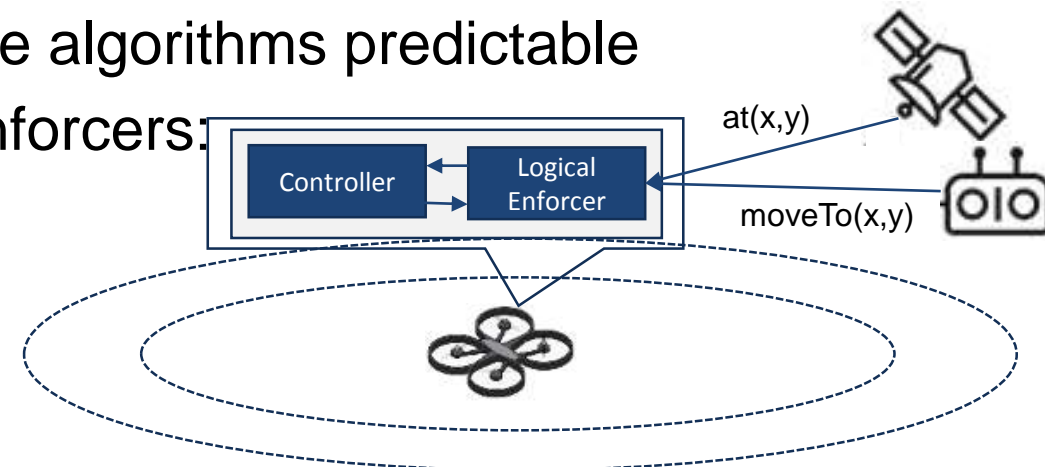 e algorithms predictable
nforcers:
at(x,y)
Controller
Logical
Enforcer
moveTo(x,y)